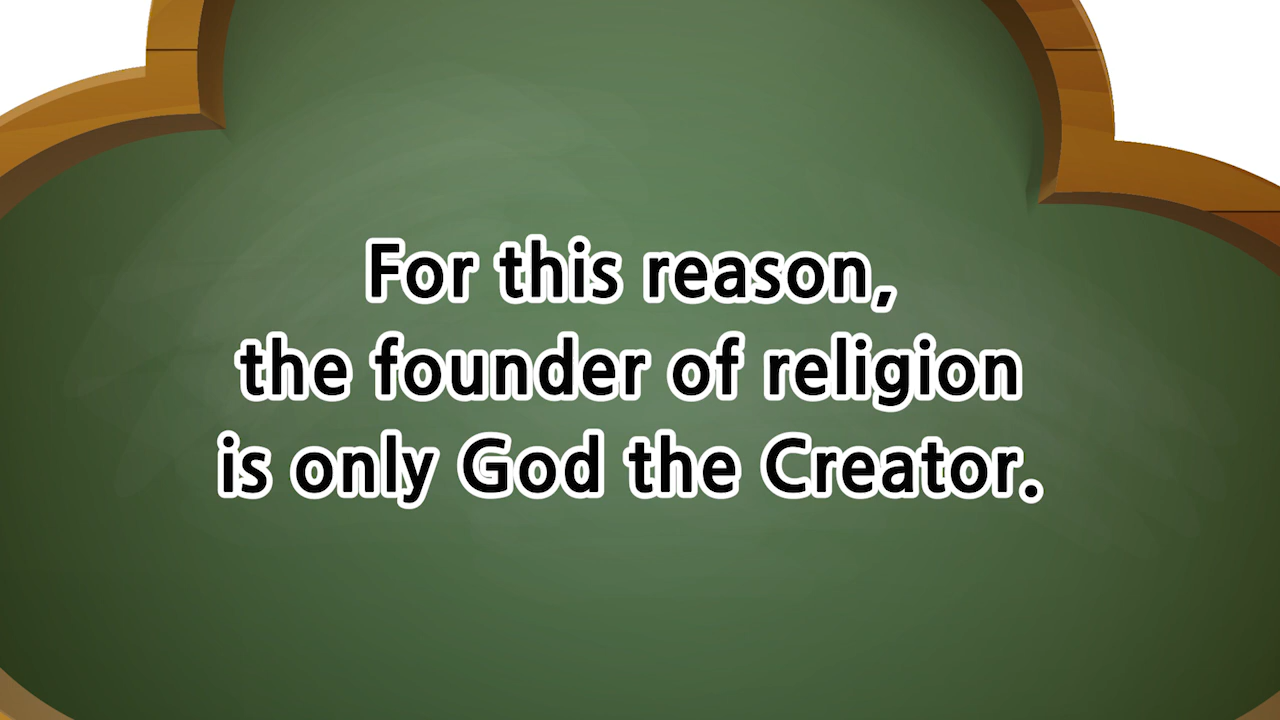 For this reason,
the founder of religion
is only God the Creator.